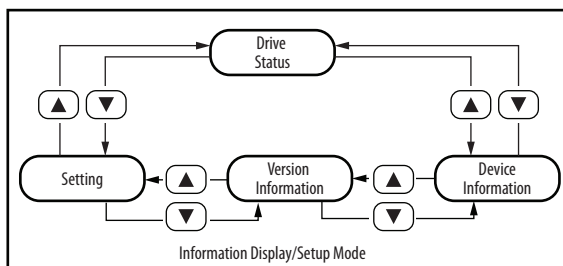 Drive
Status
Setting
Version
Information
Device
Information
Information Display/Setup Mode